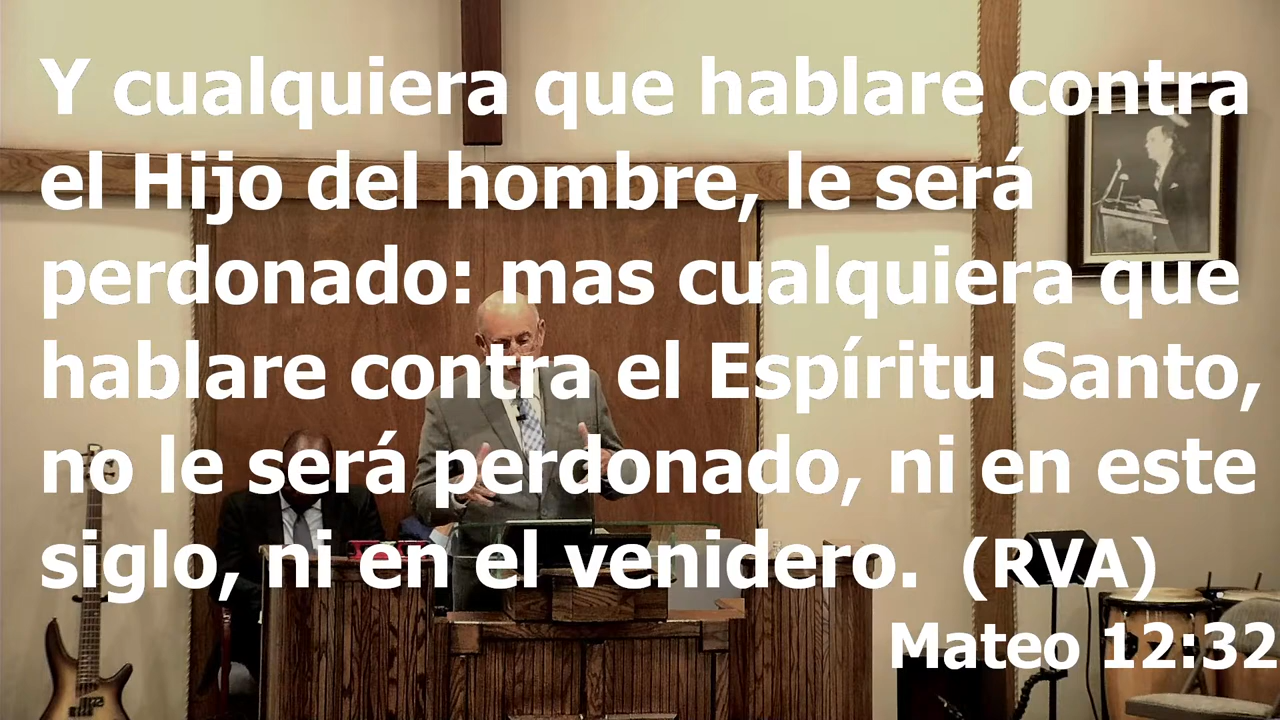 Y cualquiera que hablare contra
el Hijo del hombre, le será
perdonado: mas cualquiera que
hablare contra el Espíritu Santo,
no le será perdonado, ni en este
siglo, ni en el venidero. (RVA)
Mateo 12:32